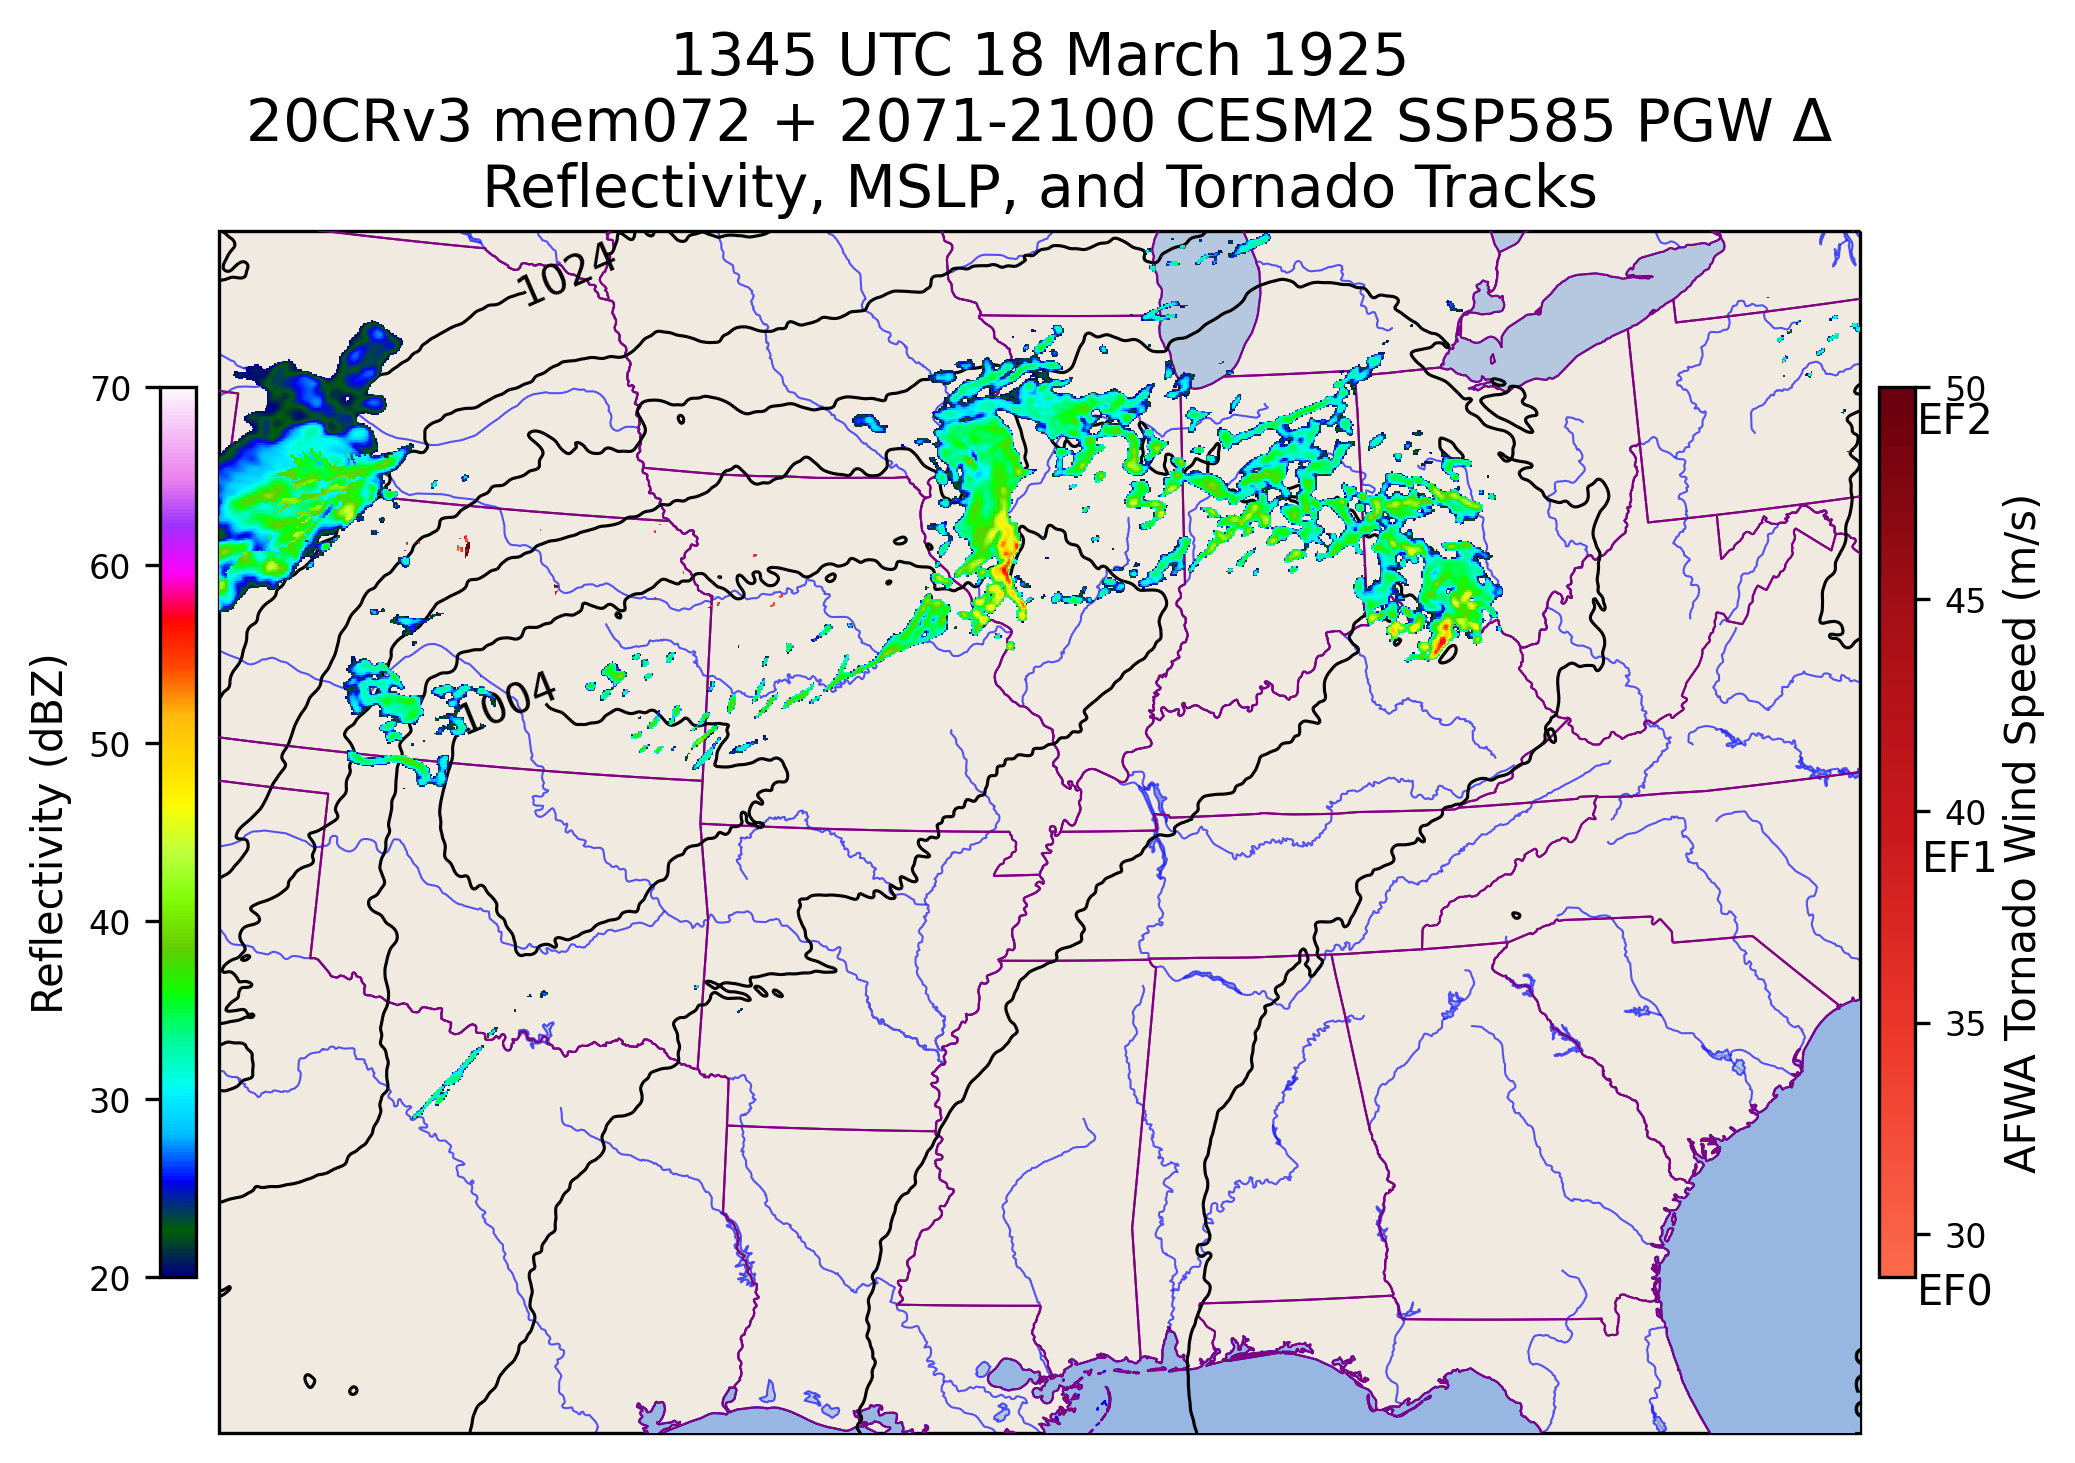 1345 UTC 18 March 1925
20CRv3 mem072 + 2071-2100 CESM2 SSP585 PGW Δ
Reflectivity, MSLP, and Tornado Tracks
1024
1004
70
60
50
40
30
20
Reflectivity (dBZ)
50
EF2
45
40
EF1
35
30
EF0
AFWA Tornado Wind Speed (m/s)